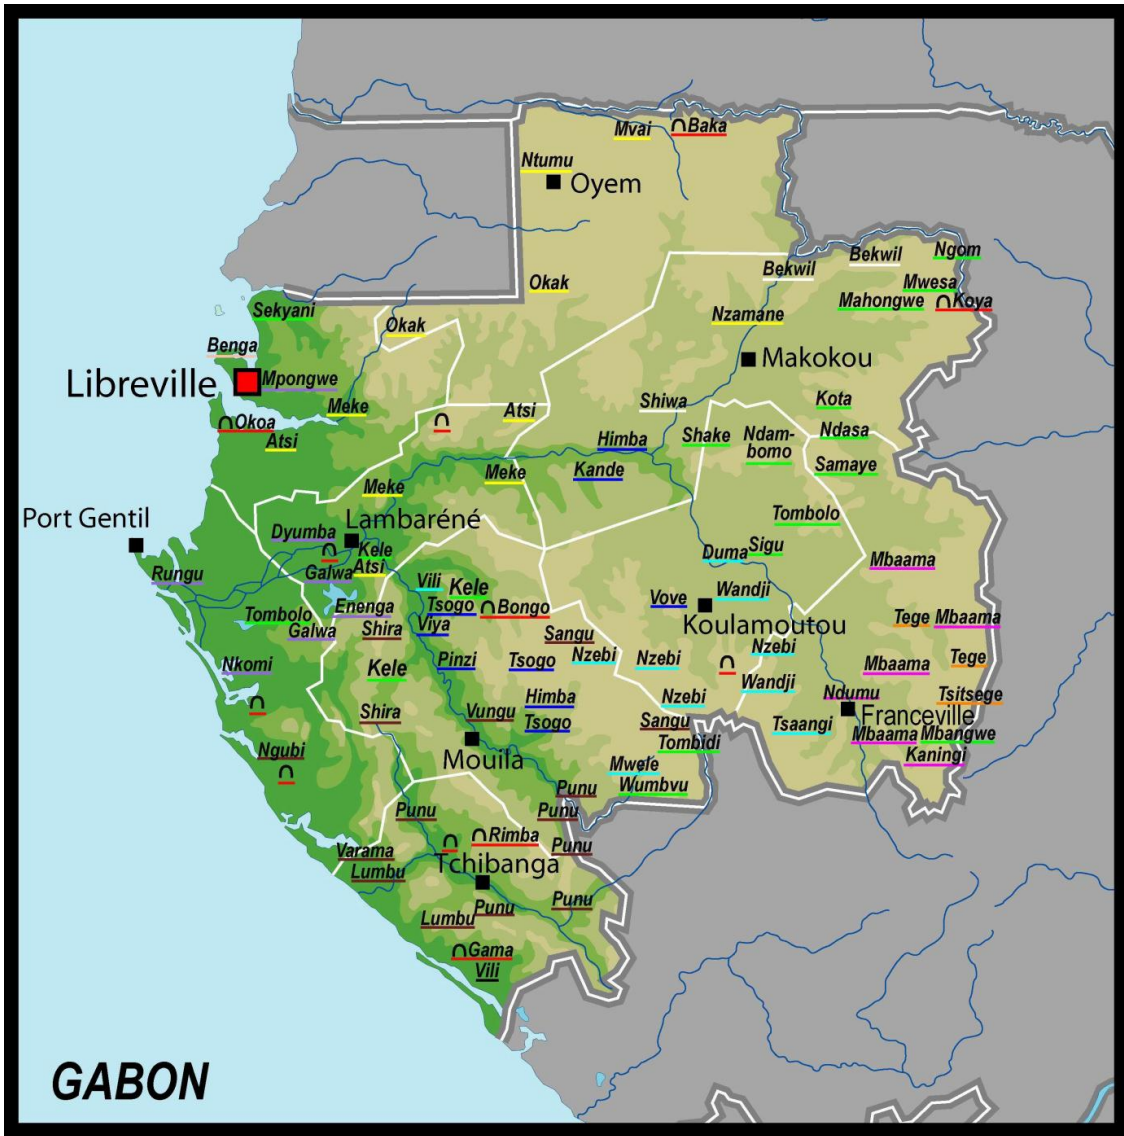 Mvai
Baka
Ntumu
Oyem
Okak
Bekwil
Bekwil
Ngom
Mwesa
Mahongwe
Koya
Nzamane
Sekyani
Okak
Benga
Libreville
Mpongwe
Makokou
Meke
Okoa
Atsi
Atsi
Shiwa
Kota
Himba
Shake
Ndam-
bomo
Ndasa
Samaye
Kande
Meke
Meke
Port Gentil
Lambaréné
Dyumba
Kele
Atsi
Galwa
Rungu
Tombolo
Sigu
Duma
Mbaama
Vili
Kele
Tsogo
Bongo
Viya
Enenga
Tombolo
Galwa
Shira
Vove
Wandji
Koulamoutou
Tege
Mbaama
Sangu
Nzebi
Nzebi
Nzebi
Tege
Mbaama
Nkomi
Kele
Pinzi
Tsogo
Wandji
Ndumu
Tsitsege
Himba
Nzebi
Shira
Vungu
Tsogo
Sangu
Tsaangi
Franceville
Mbaama
Mbangwe
Kaningi
Ngubi
Mouila
Tombidi
Mwele
Wumbvu
Punu
Punu
Punu
Rimba
Punu
Varama
Lumbu
Tchibanga
Punu
Punu
Lumbu
Gama
Vili
GABON